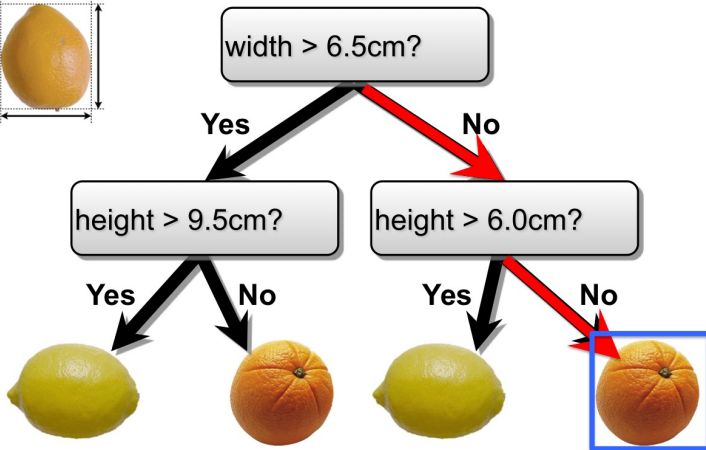 width > 6.5cm?
Yes
No
height > 9.5cm?
height > 6.0cm?
Yes
No
Yes
No